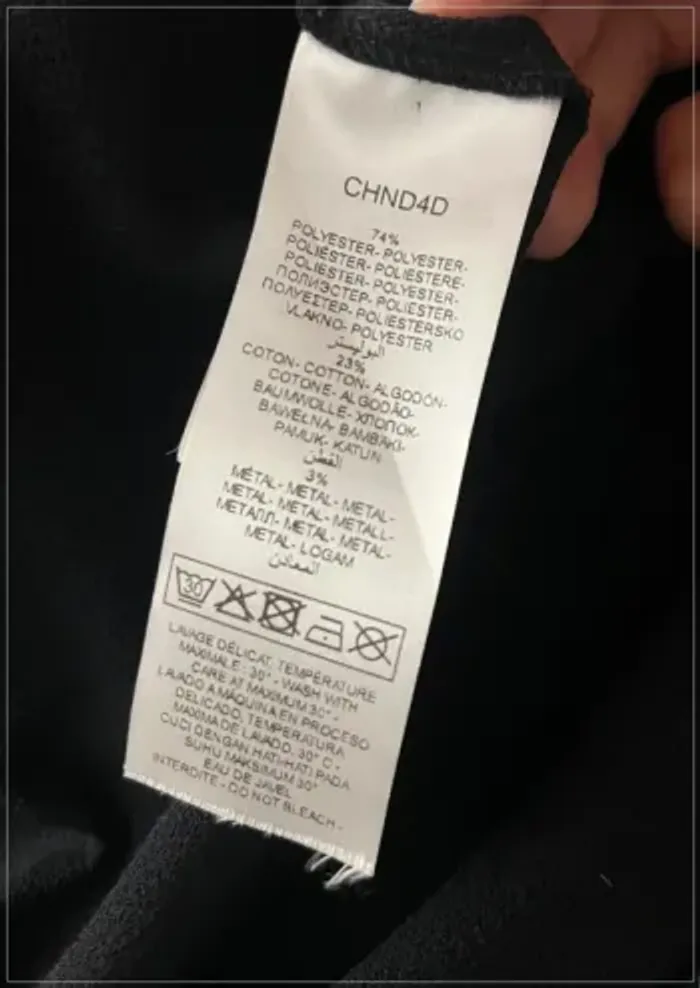 1
CHND4D
74%
POLYESTER- POLYESTER-
POLIÉSTER- POLIESTERE-
POLIESTER- POLYESTER-
ПОЛИЭСТЕР- POLIESTER-
ΠΟΛΥΕΣΤΕΡ- POLIESTERSKO
VLAKNO- POLYESTER
البوليستر
23%
COTON- COTTON- ALGODÓN-
COTONE- ALGODÃO-
BAUMWOLLE- ХЛОПОК-
BAWEŁNA- BAMBAKI-
PAMUK- KATUN
القطن
3%
MÉTAL- METAL- METAL-
METAL- METAL- METALL-
МЕТАЛЛ- METAL- METAL-
METAL- LOGAM
المعادن
30
LAVAGE DÉLICAT, TEMPÉRATURE
MAXIMALE : 30° - WASH WITH
CARE AT MAXIMUM 30° -
LAVADO A MÁQUINA EN PROCESO
DELICADO. TEMPERATURA
MÁXIMA DE LAVADO. 30° C -
CUCI DENGAN HATI-HATI PADA
SUHU MAKSIMUM 30°
EAU DE JAVEL
INTERDITE - DO NOT BLEACH -